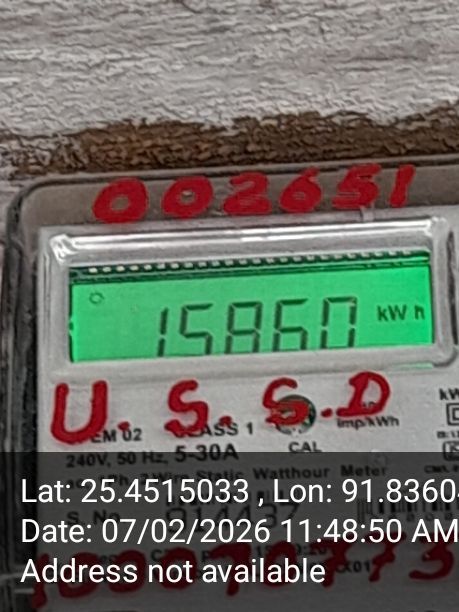 002651
15860 kWh
U.S.S.D
EM 02 CLASS 1 imp/kWh
240V, 50 Hz, 5-30A CAL
Static Watthour Meter
Lat: 25.4515033 , Lon: 91.8360
Date: 07/02/2026 11:48:50 AM
Address not available